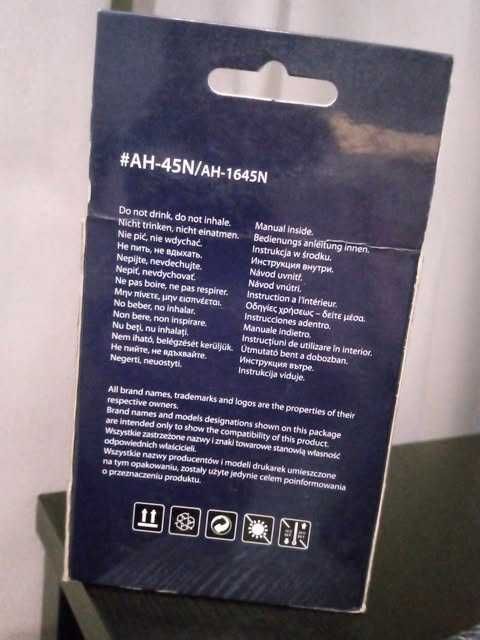 #AH-45N/AH-1645N
Do not drink, do not inhale.
Nicht trinken, nicht einatmen.
Nie pić, nie wdychać.
Не пить, не вдыхать.
Nepijte, nevdechujte.
Nepiť, nevdychovať.
Ne pas boire, ne pas respirer.
Μην πίνετε, μην εισπνέεται.
No beber, no inhalar.
Non bere, non inspirare.
Nu beți, nu inhalați.
Nem iható, belégzését kerüljük.
Не пийте, не вдъхвайте.
Negerti, neuostyti.
Manual inside.
Bedienungs anleitung innen.
Instrukcja w środku.
Инструкция внутри.
Návod uvnitř.
Návod vnútri.
Instruction a l'intérieur.
Οδηγίες χρήσεως – δείτε μέσα.
Instrucciones adentro.
Manuale indietro.
Instrucțiuni de utilizare în interior.
Útmutató bent a dobozban.
Инструкция вътре.
Instrukcija viduje.
All brand names, trademarks and logos are the properties of their
respective owners.
Brand names and models designations shown on this package
are intended only to show the compatibility of this product.
Wszystkie zastrzeżone nazwy i znaki towarowe stanowią własność
odpowiednich właścicieli.
Wszystkie nazwy producentów i modeli drukarek umieszczone
na tym opakowaniu, zostały użyte jedynie celem poinformowania
o przeznaczeniu produktu.